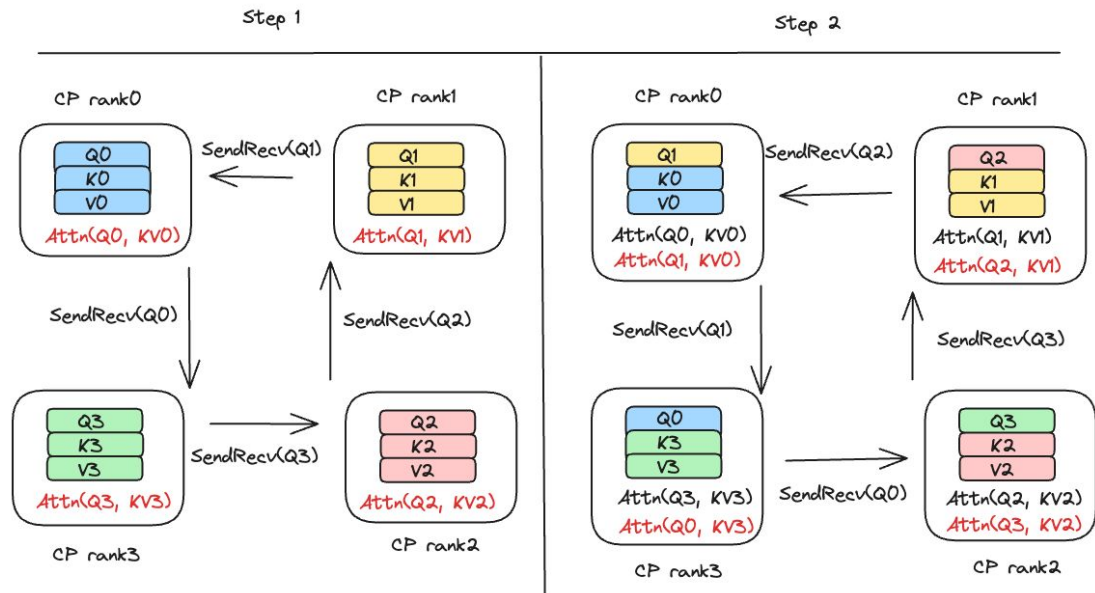 Step 1
CP rank0
Q0
K0
V0
Attn(Q0, KV0)
SendRecv(Q1)
CP rank1
Q1
K1
V1
Attn(Q1, KV1)
SendRecv(Q0)
SendRecv(Q2)
Q3
K3
V3
Attn(Q3, KV3)
CP rank3
SendRecv(Q3)
Q2
K2
V2
Attn(Q2, KV2)
CP rank2
Step 2
CP rank0
Q1
K0
V0
Attn(Q0, KV0)
Attn(Q1, KV0)
SendRecv(Q2)
CP rank1
Q2
K1
V1
Attn(Q1, KV1)
Attn(Q2, KV1)
SendRecv(Q1)
SendRecv(Q3)
Q0
K3
V3
Attn(Q3, KV3)
Attn(Q0, KV3)
CP rank3
SendRecv(Q0)
Q3
K2
V2
Attn(Q2, KV2)
Attn(Q3, KV2)
CP rank2